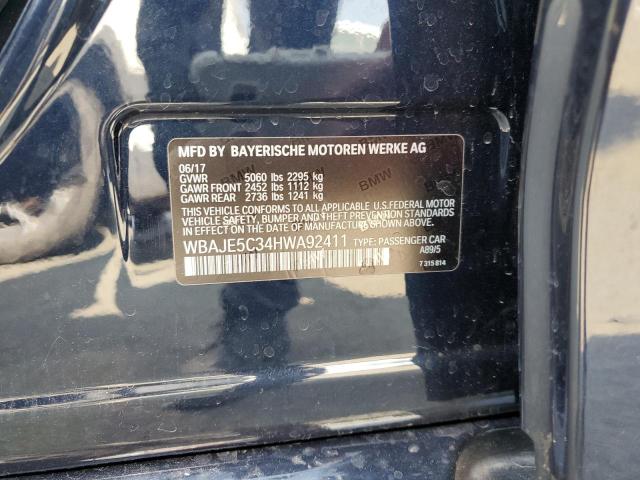 MFD BY BAYERISCHE MOTOREN WERKE AG
06/17
GVWR 5060 lbs 2295 kg
GAWR FRONT 2452 lbs 1112 kg
GAWR REAR 2736 lbs 1241 kg
THIS VEHICLE CONFORMS TO ALL APPLICABLE U.S.FEDERAL MOTOR
VEHICLE SAFETY, BUMPER, AND THEFT PREVENTION STANDARDS
IN EFFECT ON THE DATE OF MANUFACTURE SHOWN ABOVE.
WBAJE5C34HWA92411 TYPE: PASSENGER CAR
A89/5
7 315 814
BMW
BMW